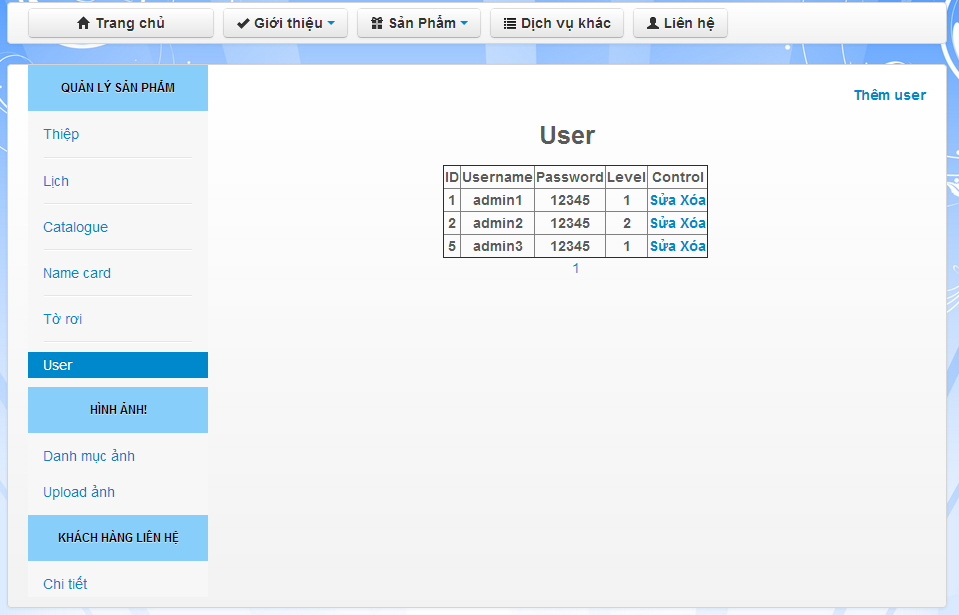 Trang chủ Giới thiệu Sản Phẩm Dịch vụ khác Liên hệ
QUẢN LÝ SẢN PHẨM
Thiệp
Lịch
Catalogue
Name card
Tờ rơi
User
HÌNH ẢNH!
Danh mục ảnh
Upload ảnh
KHÁCH HÀNG LIÊN HỆ
Chi tiết
Thêm user
User
ID Username Password Level Control
1 admin1 12345 1 Sửa Xóa
2 admin2 12345 2 Sửa Xóa
5 admin3 12345 1 Sửa Xóa
1